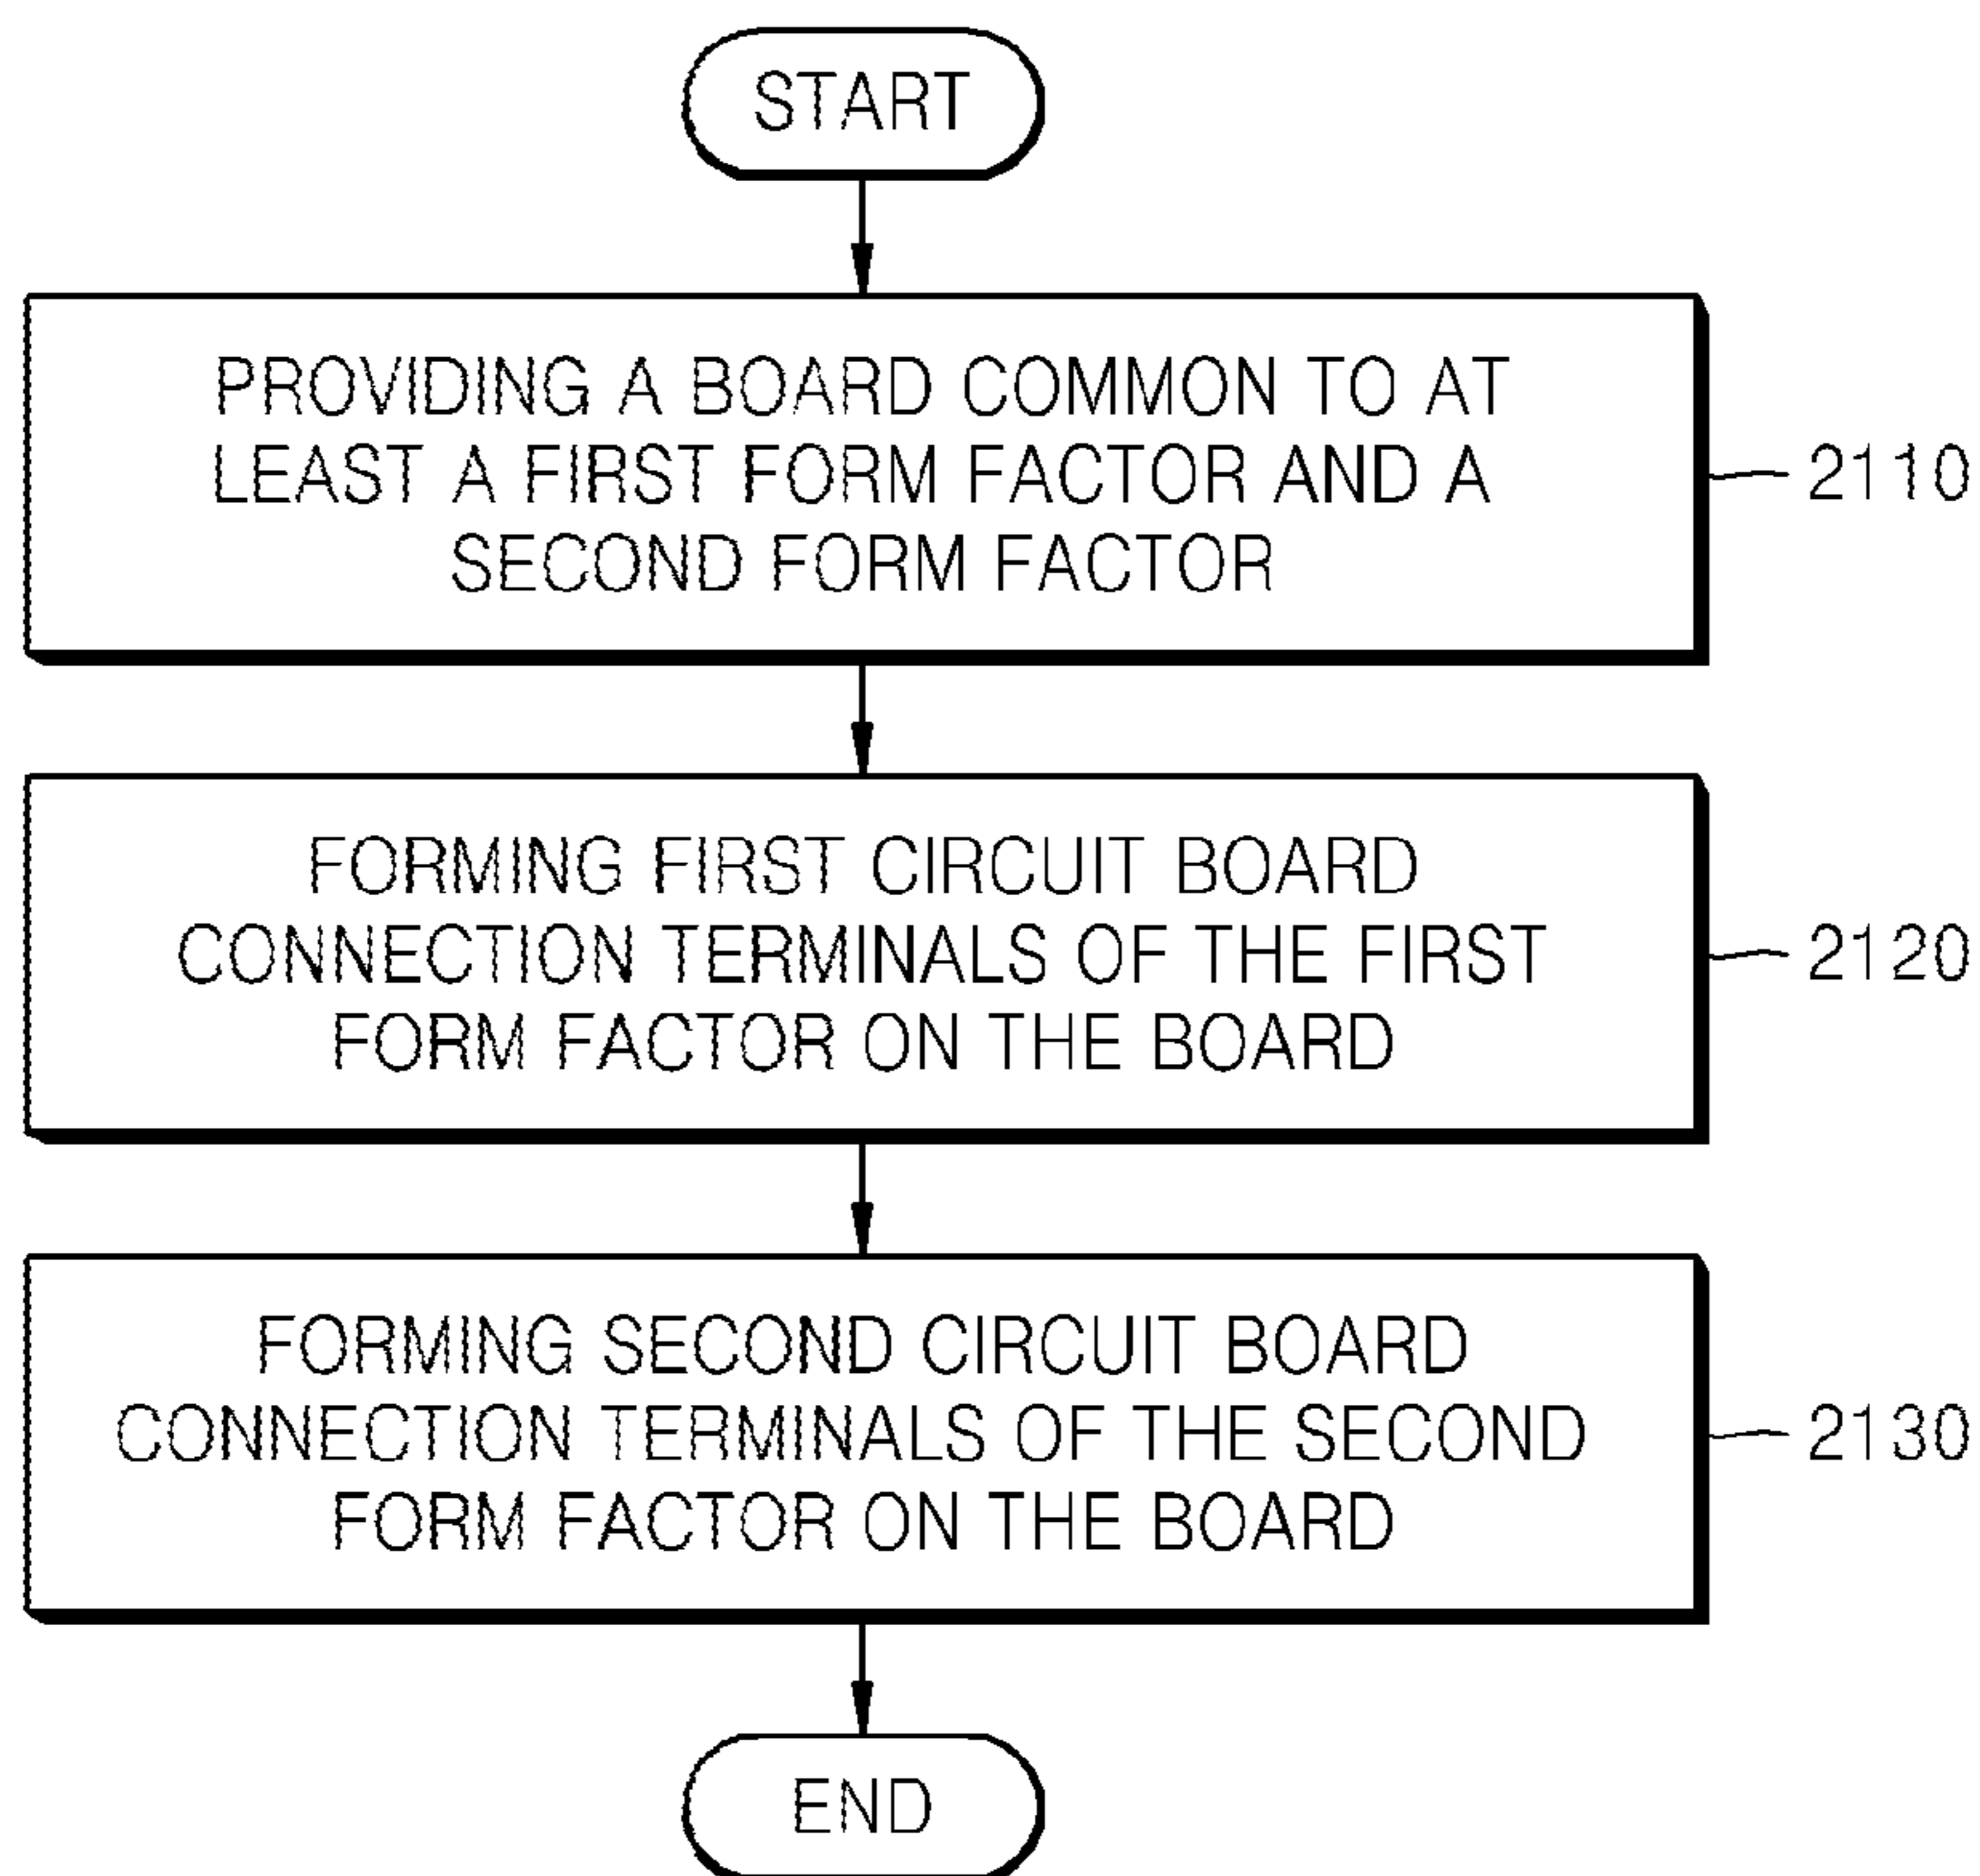 START
PROVIDING A BOARD COMMON TO AT
LEAST A FIRST FORM FACTOR AND A
SECOND FORM FACTOR
2110
FORMING FIRST CIRCUIT BOARD
CONNECTION TERMINALS OF THE FIRST
FORM FACTOR ON THE BOARD
2120
FORMING SECOND CIRCUIT BOARD
CONNECTION TERMINALS OF THE SECOND
FORM FACTOR ON THE BOARD
2130
END